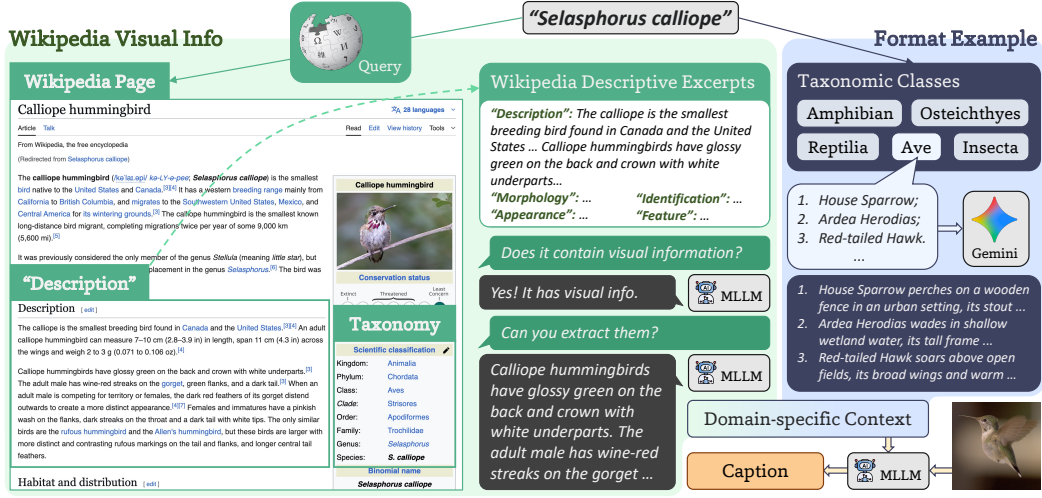 “Selasphorus calliope”
Wikipedia Visual Info
Query
Wikipedia Page
Calliope hummingbird
28 languages
Article Talk
Read Edit View history Tools
From Wikipedia, the free encyclopedia
(Redirected from Selasphorus calliope)
The calliope hummingbird (/kəˈlaɪ.əpi/ kə-LY-ə-pee; Selasphorus calliope) is the smallest
bird native to the United States and Canada.[3][4] It has a western breeding range mainly from
California to British Columbia, and migrates to the Southwestern United States, Mexico, and
Central America for its wintering grounds.[3] The calliope hummingbird is the smallest known
long-distance bird migrant, completing migrations twice per year of some 9,000 km
(5,600 mi).[5]
It was previously considered the only member of the genus Stellula (meaning little star), but
placement in the genus Selasphorus.[6] The bird was
Calliope hummingbird
Conservation status
Extinct Threatened Least
Concern
“Description”
Description [ edit ]
The calliope is the smallest breeding bird found in Canada and the United States.[3][4] An adult
calliope hummingbird can measure 7–10 cm (2.8–3.9 in) in length, span 11 cm (4.3 in) across
the wings and weigh 2 to 3 g (0.071 to 0.106 oz).[4]
Calliope hummingbirds have glossy green on the back and crown with white underparts.[3]
The adult male has wine-red streaks on the gorget, green flanks, and a dark tail.[3] When an
adult male is competing for territory or females, the dark red feathers of its gorget distend
outwards to create a more distinct appearance.[4][7] Females and immatures have a pinkish
wash on the flanks, dark streaks on the throat and a dark tail with white tips. The only similar
birds are the rufous hummingbird and the Allen's hummingbird, but these birds are larger with
more distinct and contrasting rufous markings on the tail and flanks, and longer central tail
feathers.
Habitat and distribution [ edit ]
Taxonomy
Scientific classification
Kingdom: Animalia
Phylum: Chordata
Class: Aves
Clade: Strisores
Order: Apodiformes
Family: Trochilidae
Genus: Selasphorus
Species: S. calliope
Binomial name
Selasphorus calliope
Wikipedia Descriptive Excerpts
“Description”: The calliope is the smallest
breeding bird found in Canada and the United
States ... Calliope hummingbirds have glossy
green on the back and crown with white
underparts...
“Morphology”: ... “Identification”: ...
“Appearance”: ... “Feature”: ...
Does it contain visual information?
Yes! It has visual info.
MLLM
Can you extract them?
Calliope hummingbirds
have glossy green on the
back and crown with
white underparts. The
adult male has wine-red
streaks on the gorget ...
MLLM
Format Example
Taxonomic Classes
Amphibian Osteichthyes
Reptilia Ave Insecta
1. House Sparrow;
2. Ardea Herodias;
3. Red-tailed Hawk.
...
Gemini
1. House Sparrow perches on a wooden
fence in an urban setting, its stout ...
2. Ardea Herodias wades in shallow
wetland water, its tall frame ...
3. Red-tailed Hawk soars above open
fields, its broad wings and warm ...
Domain-specific Context
Caption
MLLM